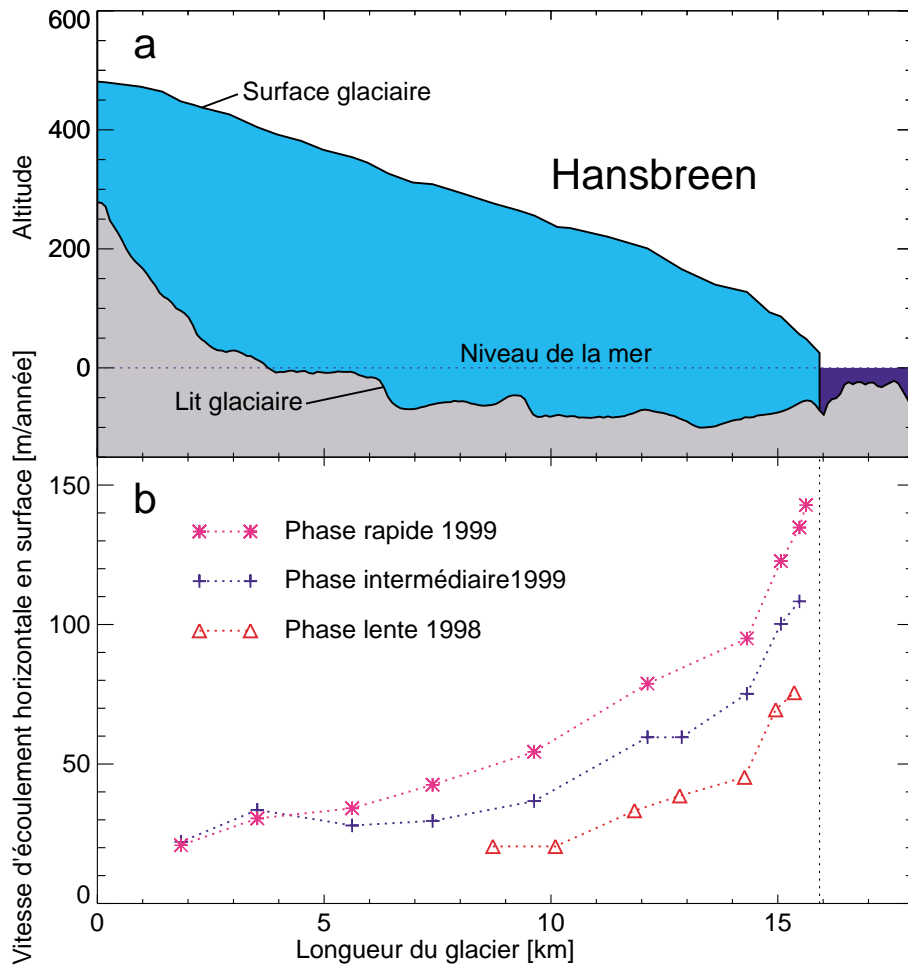 600
a
Surface glaciaire
400
Hansbreen
Altitude
200
Niveau de la mer
0
Lit glaciaire
Vitesse d'écoulement horizontale en surface [m/année]
150
b
Phase rapide 1999
Phase intermédiaire1999
100
Phase lente 1998
50
0
0 5 10 15
Longueur du glacier [km]